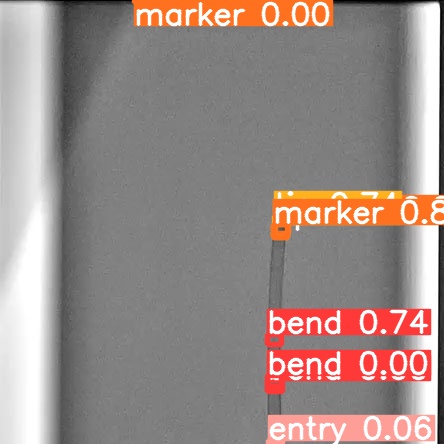 marker 0.00
marker 0.8
bend 0.74
bend 0.00
entry 0.06